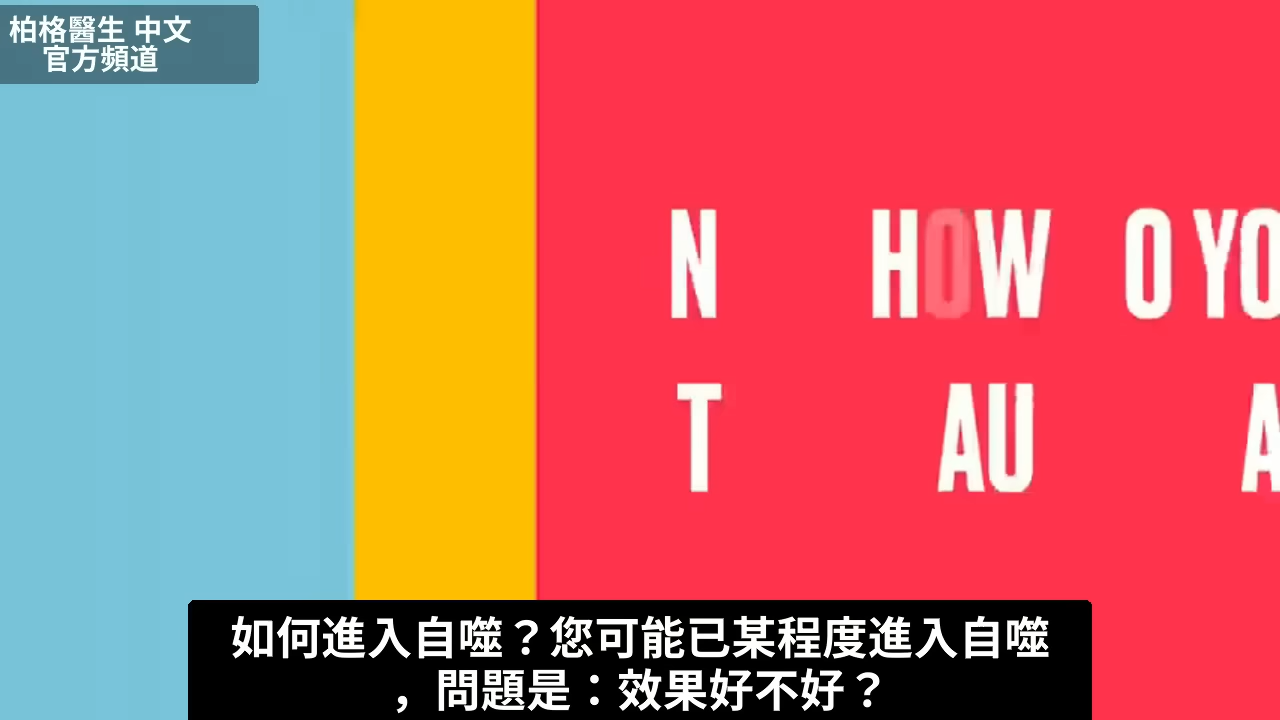 柏格醫生 中文
官方頻道
N HOW O YO
T AU A
如何進入自噬？您可能已某程度進入自噬
，問題是：效果好不好？